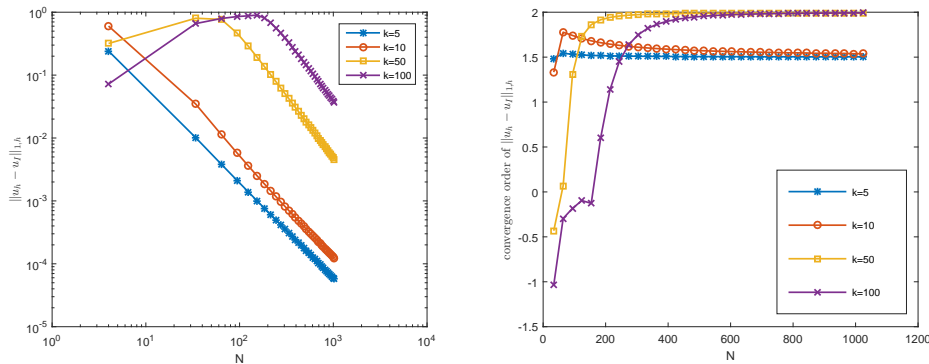 10^0
10^-1
10^-2
10^-3
10^-4
10^-5
10^0
10^1
10^2
10^3
10^4
N
||u_h − u_I||_{1,h}
k=5
k=10
k=50
k=100
2
1.5
1
0.5
0
-0.5
-1
-1.5
0
200
400
600
800
1000
1200
N
convergence order of ||u_h − u_I||_{1,h}
k=5
k=10
k=50
k=100